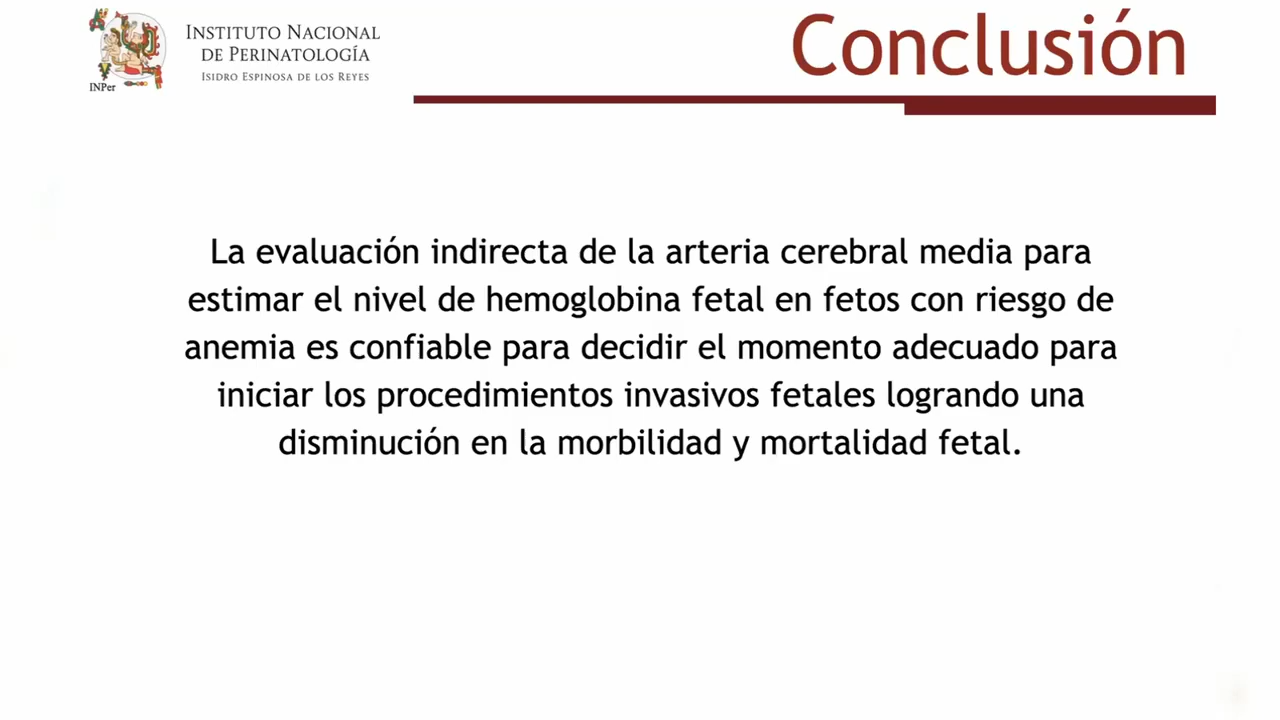 INSTITUTO NACIONAL
DE PERINATOLOGÍA
ISIDRO ESPINOSA DE LOS REYES
INPer
Conclusión
La evaluación indirecta de la arteria cerebral media para
estimar el nivel de hemoglobina fetal en fetos con riesgo de
anemia es confiable para decidir el momento adecuado para
iniciar los procedimientos invasivos fetales logrando una
disminución en la morbilidad y mortalidad fetal.